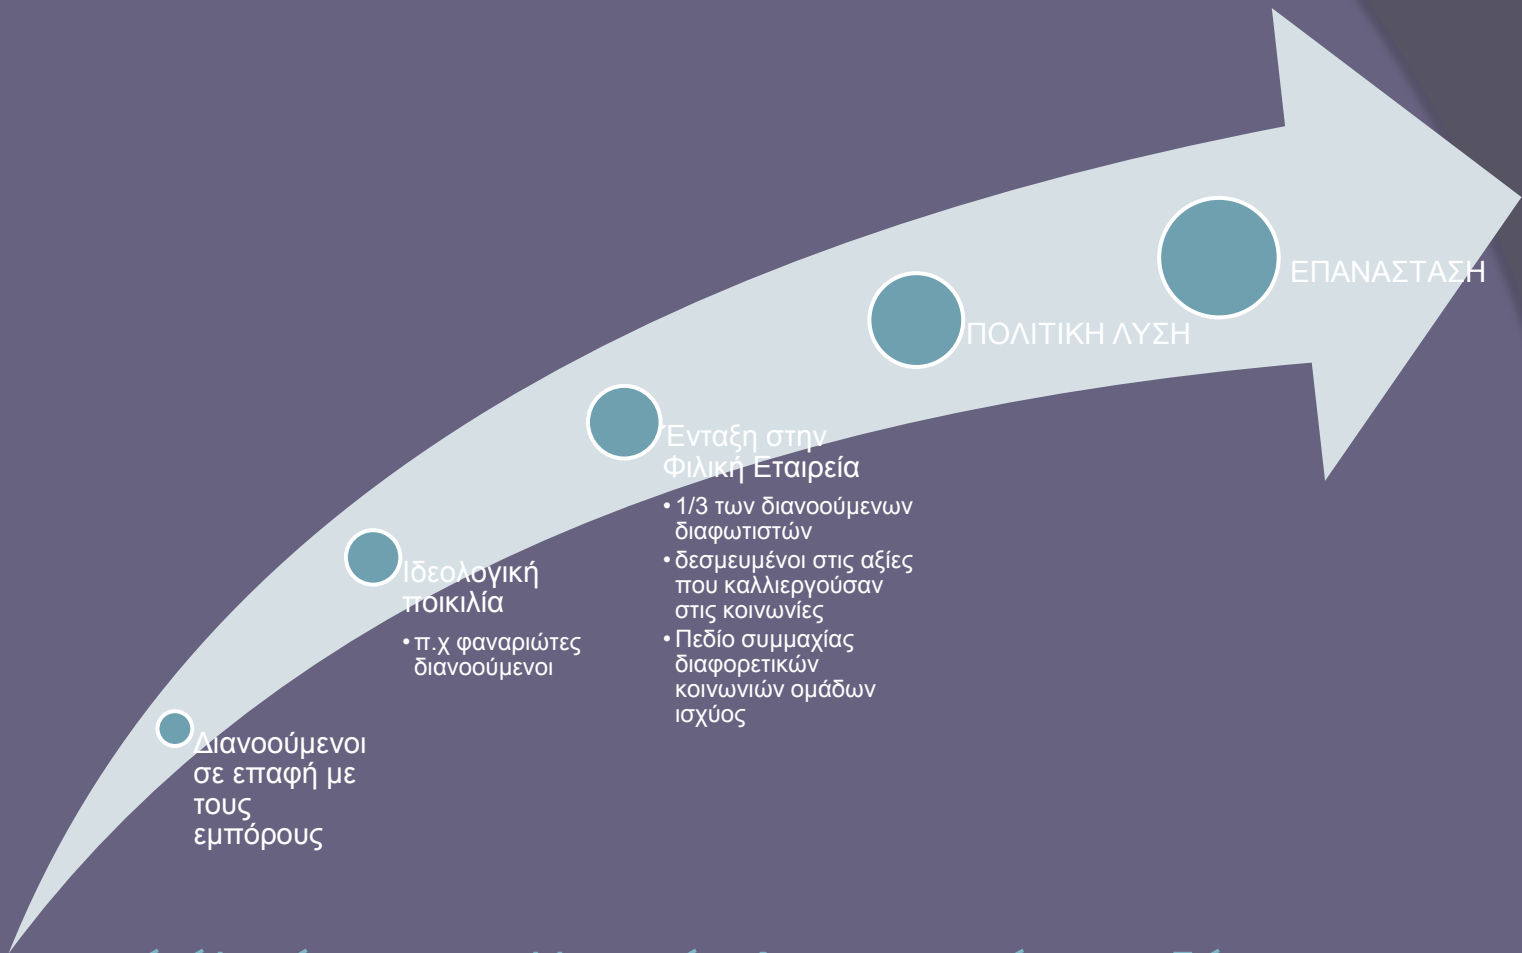 Διανοούμενοι
σε επαφή με
τους
εμπόρους
Ιδεολογική
ποικιλία
• π.χ φαναριώτες
διανοούμενοι
Ένταξη στην
Φιλική Εταιρεία
• 1/3 των διανοούμενων
διαφωτιστών
• δεσμευμένοι στις αξίες
που καλλιεργούσαν
στις κοινωνίες
• Πεδίο συμμαχίας
διαφορετικών
κοινωνιών ομάδων
ισχύος
ΠΟΛΙΤΙΚΗ ΛΥΣΗ
ΕΠΑΝΑΣΤΑΣΗ